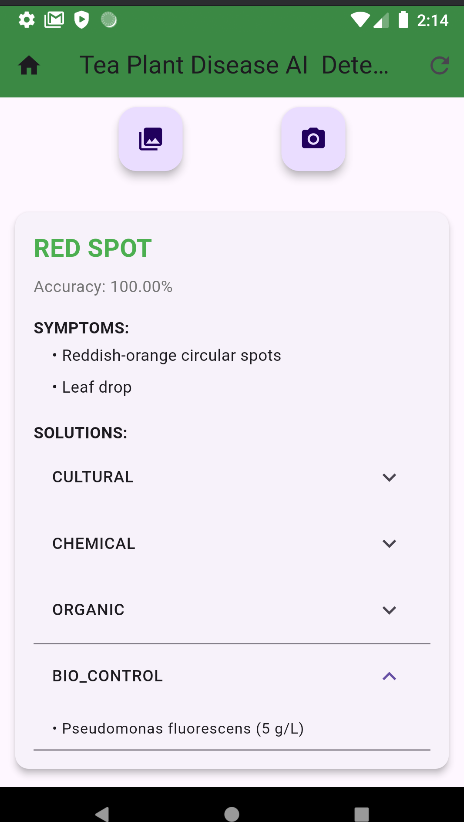 2:14
Tea Plant Disease AI Dete...
RED SPOT
Accuracy: 100.00%
SYMPTOMS:
• Reddish-orange circular spots
• Leaf drop
SOLUTIONS:
CULTURAL
CHEMICAL
ORGANIC
BIO_CONTROL
• Pseudomonas fluorescens (5 g/L)